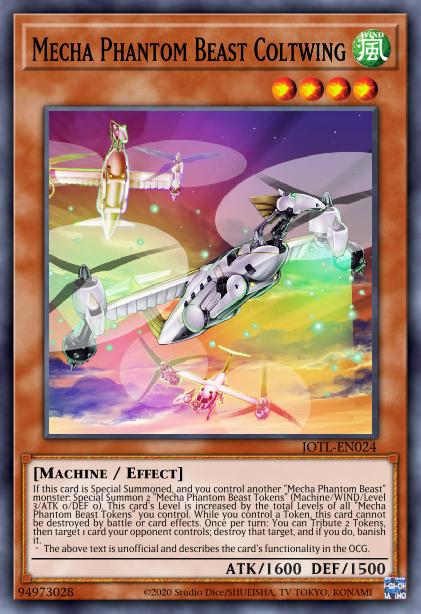 MECHA PHANTOM BEAST COLTWING
WIND
風
JOTL-EN024
[MACHINE / EFFECT]
If this card is Special Summoned, and you control another "Mecha Phantom Beast"
monster: Special Summon 2 "Mecha Phantom Beast Tokens" (Machine/WIND/Level
3/ATK 0/DEF 0). This card's Level is increased by the total Levels of all "Mecha
Phantom Beast Tokens" you control. While you control a Token, this card cannot
be destroyed by battle or card effects. Once per turn: You can Tribute 2 Tokens,
then target 1 card your opponent controls; destroy that target, and if you do, banish
it.
· The above text is unofficial and describes the card's functionality in the OCG.
ATK/1600 DEF/1500
94973028
©2020 Studio Dice/SHUEISHA, TV TOKYO, KONAMI